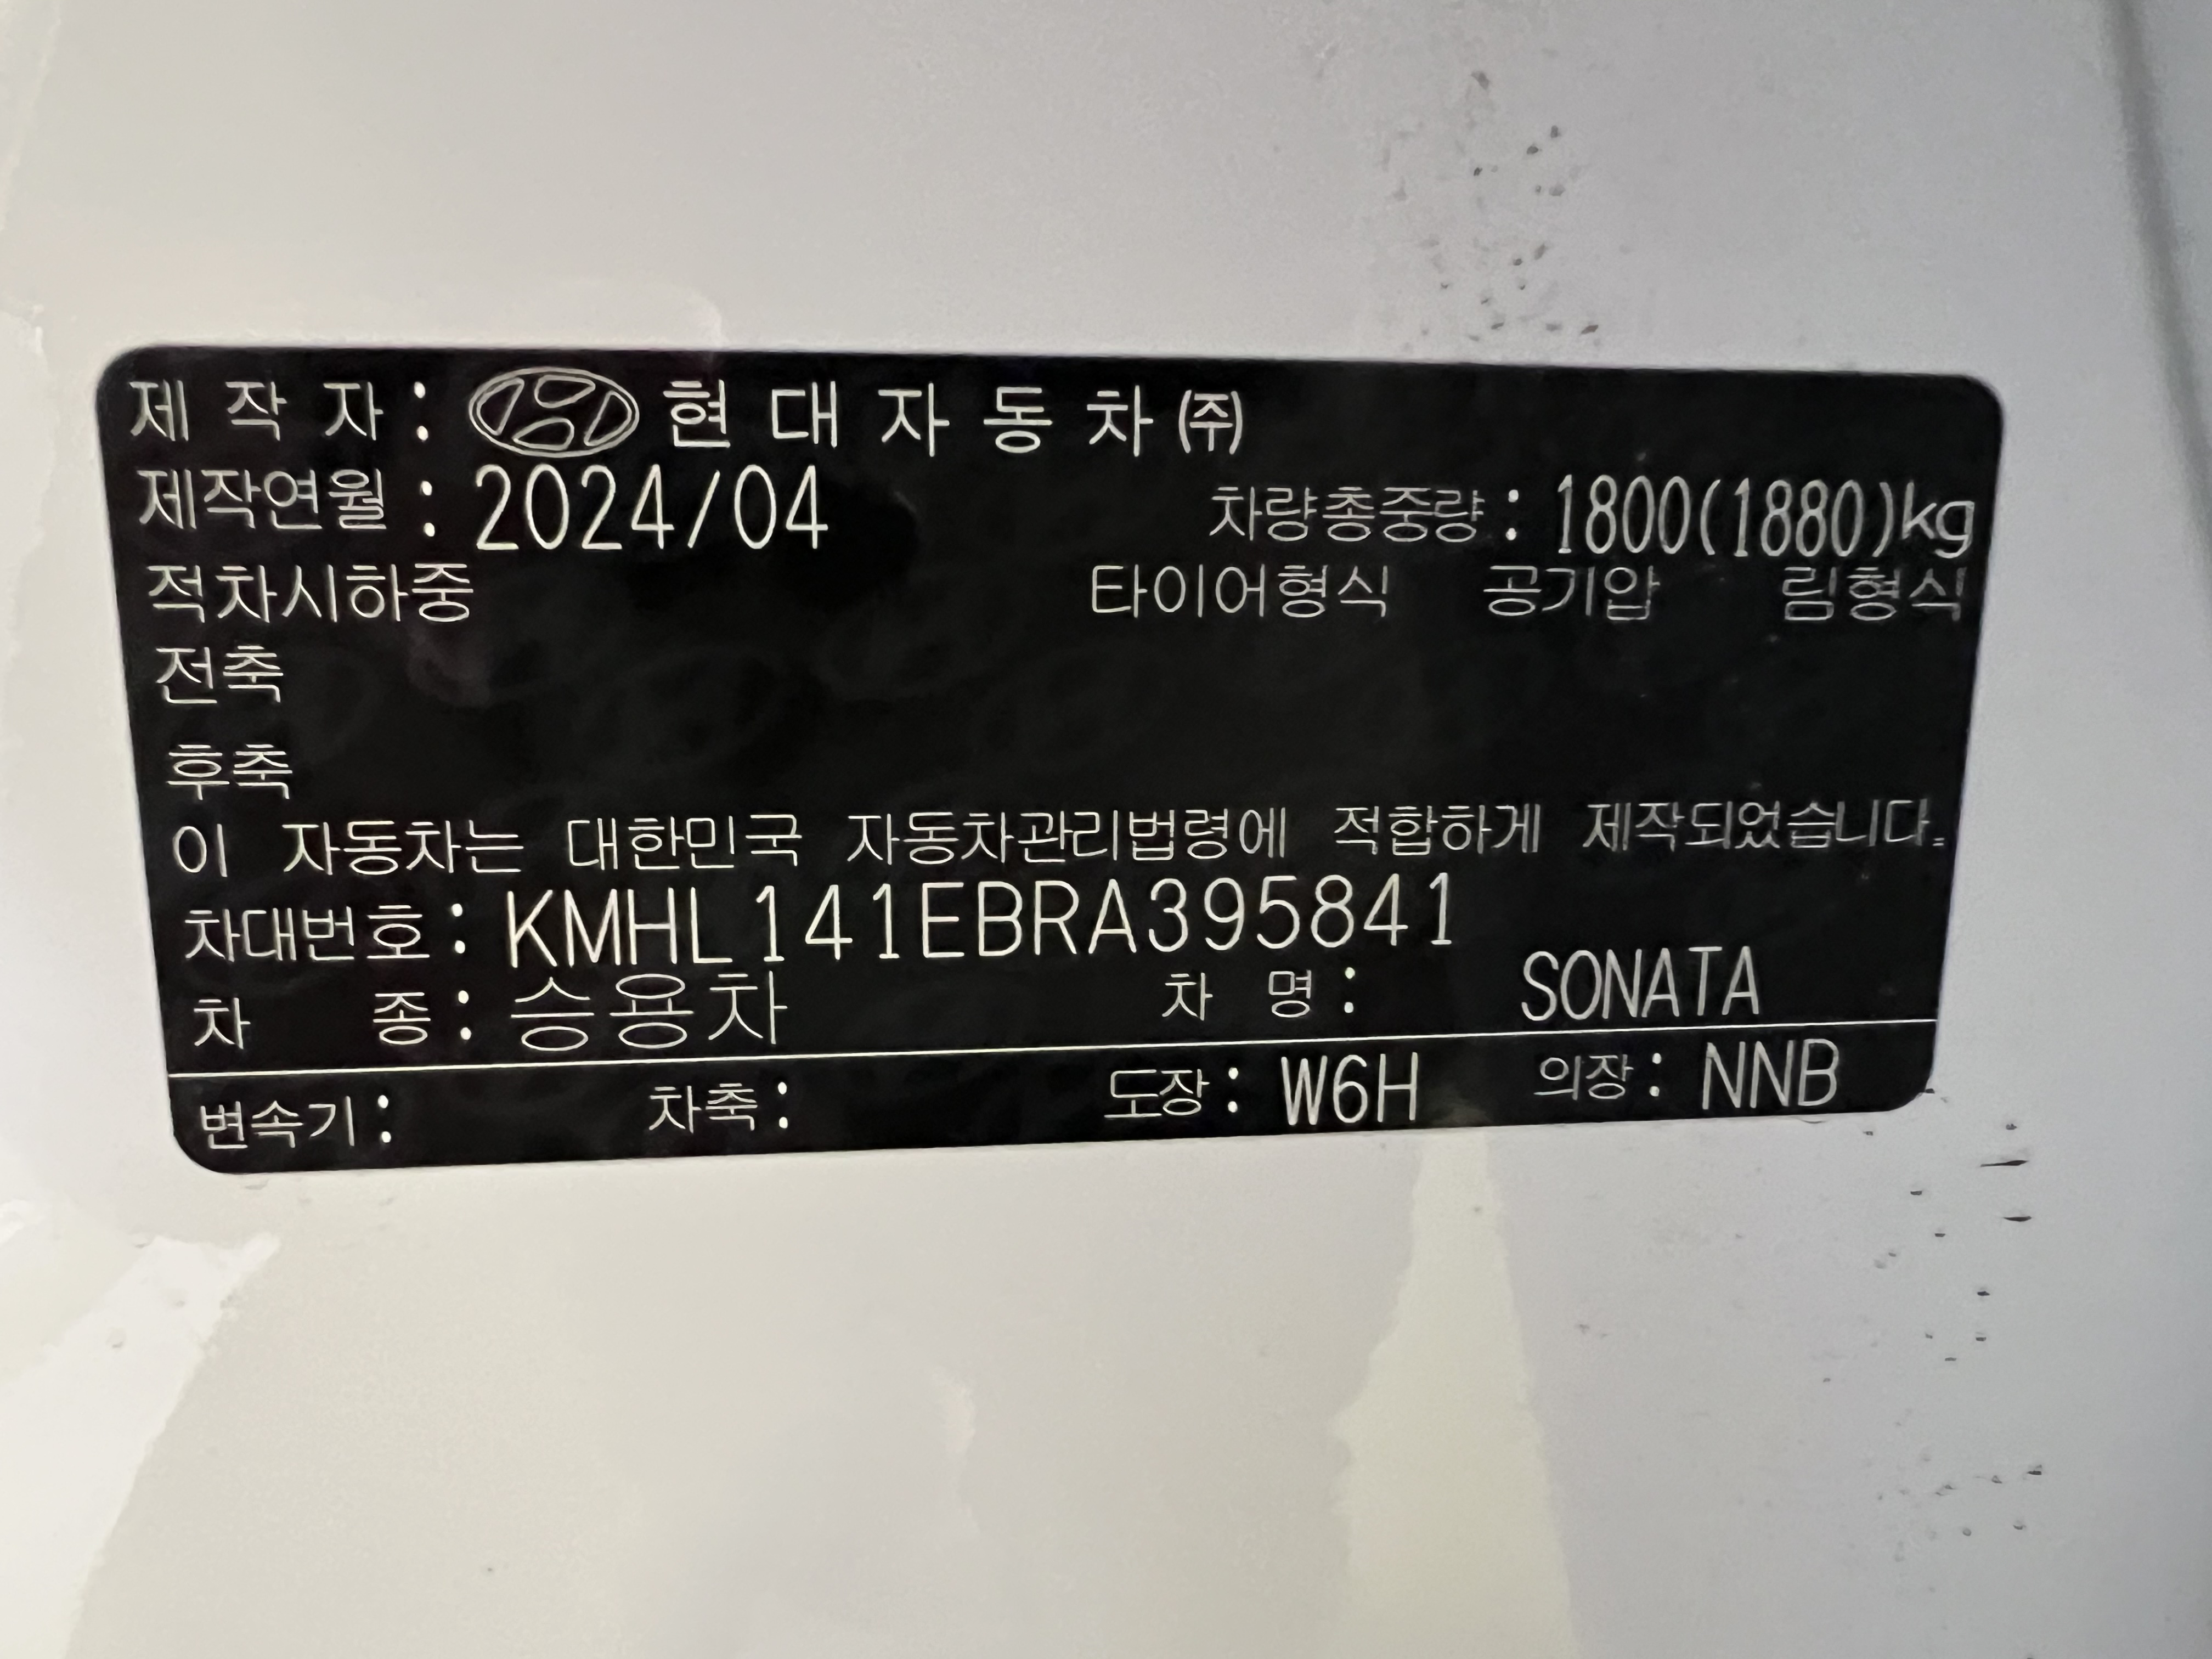 제 작 자 : 현 대 자 동 차 ㈜
제작연월 : 2024/04 차량총중량 : 1800(1880)kg
적차시하중 타이어형식 공기압 림형식
전축
후축
이 자동차는 대한민국 자동차관리법령에 적합하게 제작되었습니다.
차대번호 : KMHL141EBRA395841
차 종 : 승용차 차 명 : SONATA
변속기 : 차축 : 도장 : W6H 의장 : NNB